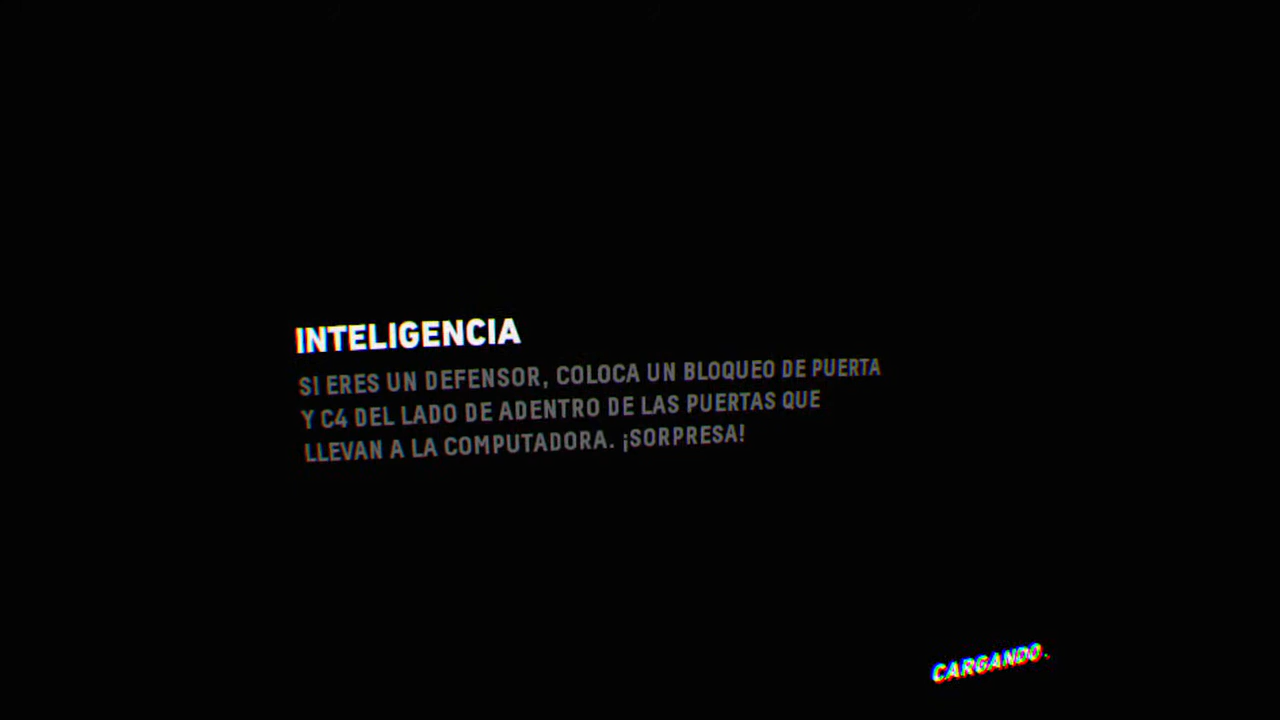 INTELIGENCIA
SI ERES UN DEFENSOR, COLOCA UN BLOQUEO DE PUERTA
Y C4 DEL LADO DE ADENTRO DE LAS PUERTAS QUE
LLEVAN A LA COMPUTADORA. ¡SORPRESA!
CARGANDO.